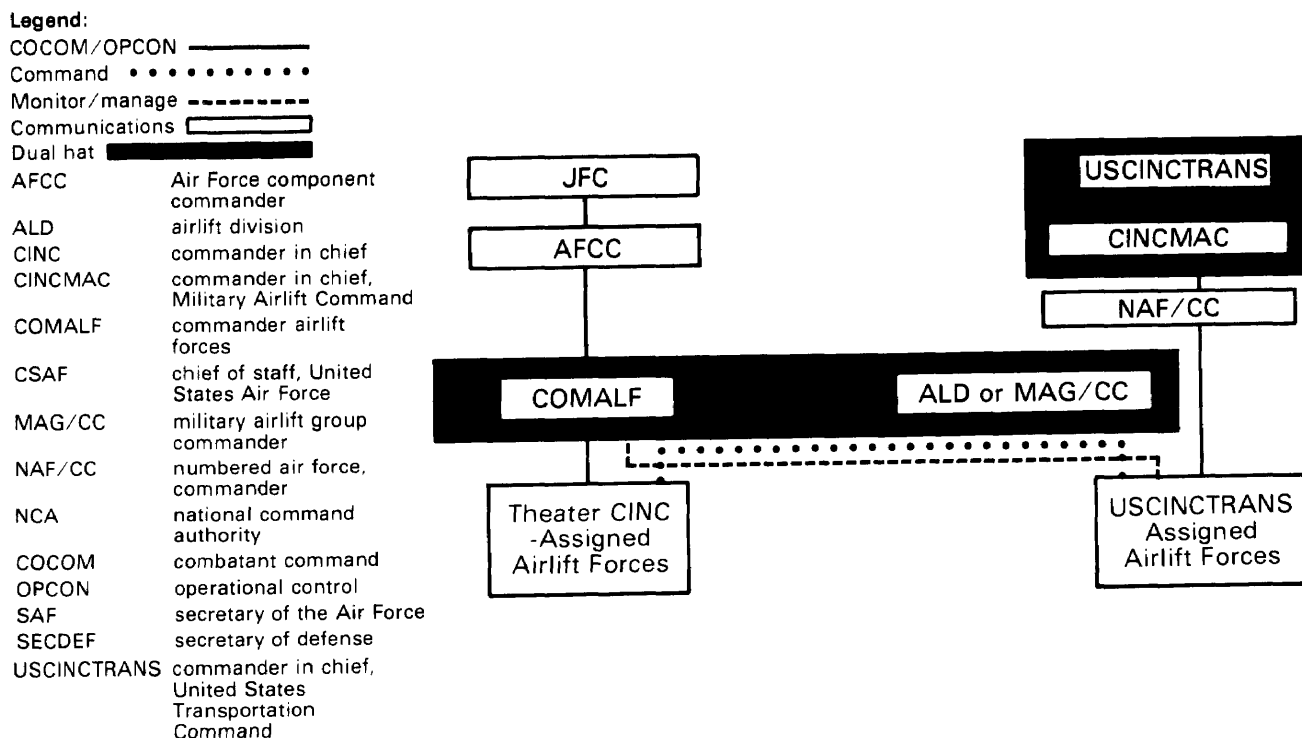 Legend:
COCOM/OPCON
Command
Monitor/manage
Communications
Dual hat
AFCC Air Force component
commander
ALD airlift division
CINC commander in chief
CINCMAC commander in chief,
Military Airlift Command
COMALF commander airlift
forces
CSAF chief of staff, United
States Air Force
MAG/CC military airlift group
commander
NAF/CC numbered air force,
commander
NCA national command
authority
COCOM combatant command
OPCON operational control
SAF secretary of the Air Force
SECDEF secretary of defense
USCINCTRANS commander in chief,
United States
Transportation
Command
JFC
AFCC
USCINCTRANS
CINCMAC
NAF/CC
COMALF
ALD or MAG/CC
Theater CINC
-Assigned
Airlift Forces
USCINCTRANS
Assigned
Airlift Forces